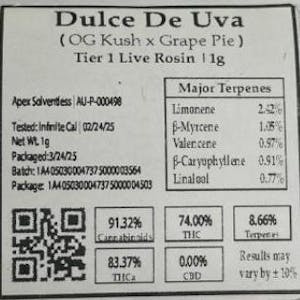 Dulce De Uva
( OG Kush x Grape Pie )
Tier 1 Live Rosin | 1g
Apex Solventless | AU-P-000498
Tested: Infinite Cal | 02/24/25
Net Wt. 1g
Packaged:3/24/25
Batch: 1A4050300047375000003564
Package: 1A4050300047375000004503
Major Terpenes
Limonene 2.52%
β-Myrcene 1.05%
Valencene 0.97%
β-Caryophyllene 0.91%
Linalool 0.77%
91.32%
Cannabinoids
74.00%
THC
8.66%
Terpenes
83.37%
THCa
0.00%
CBD
Results may
vary by ± 10%